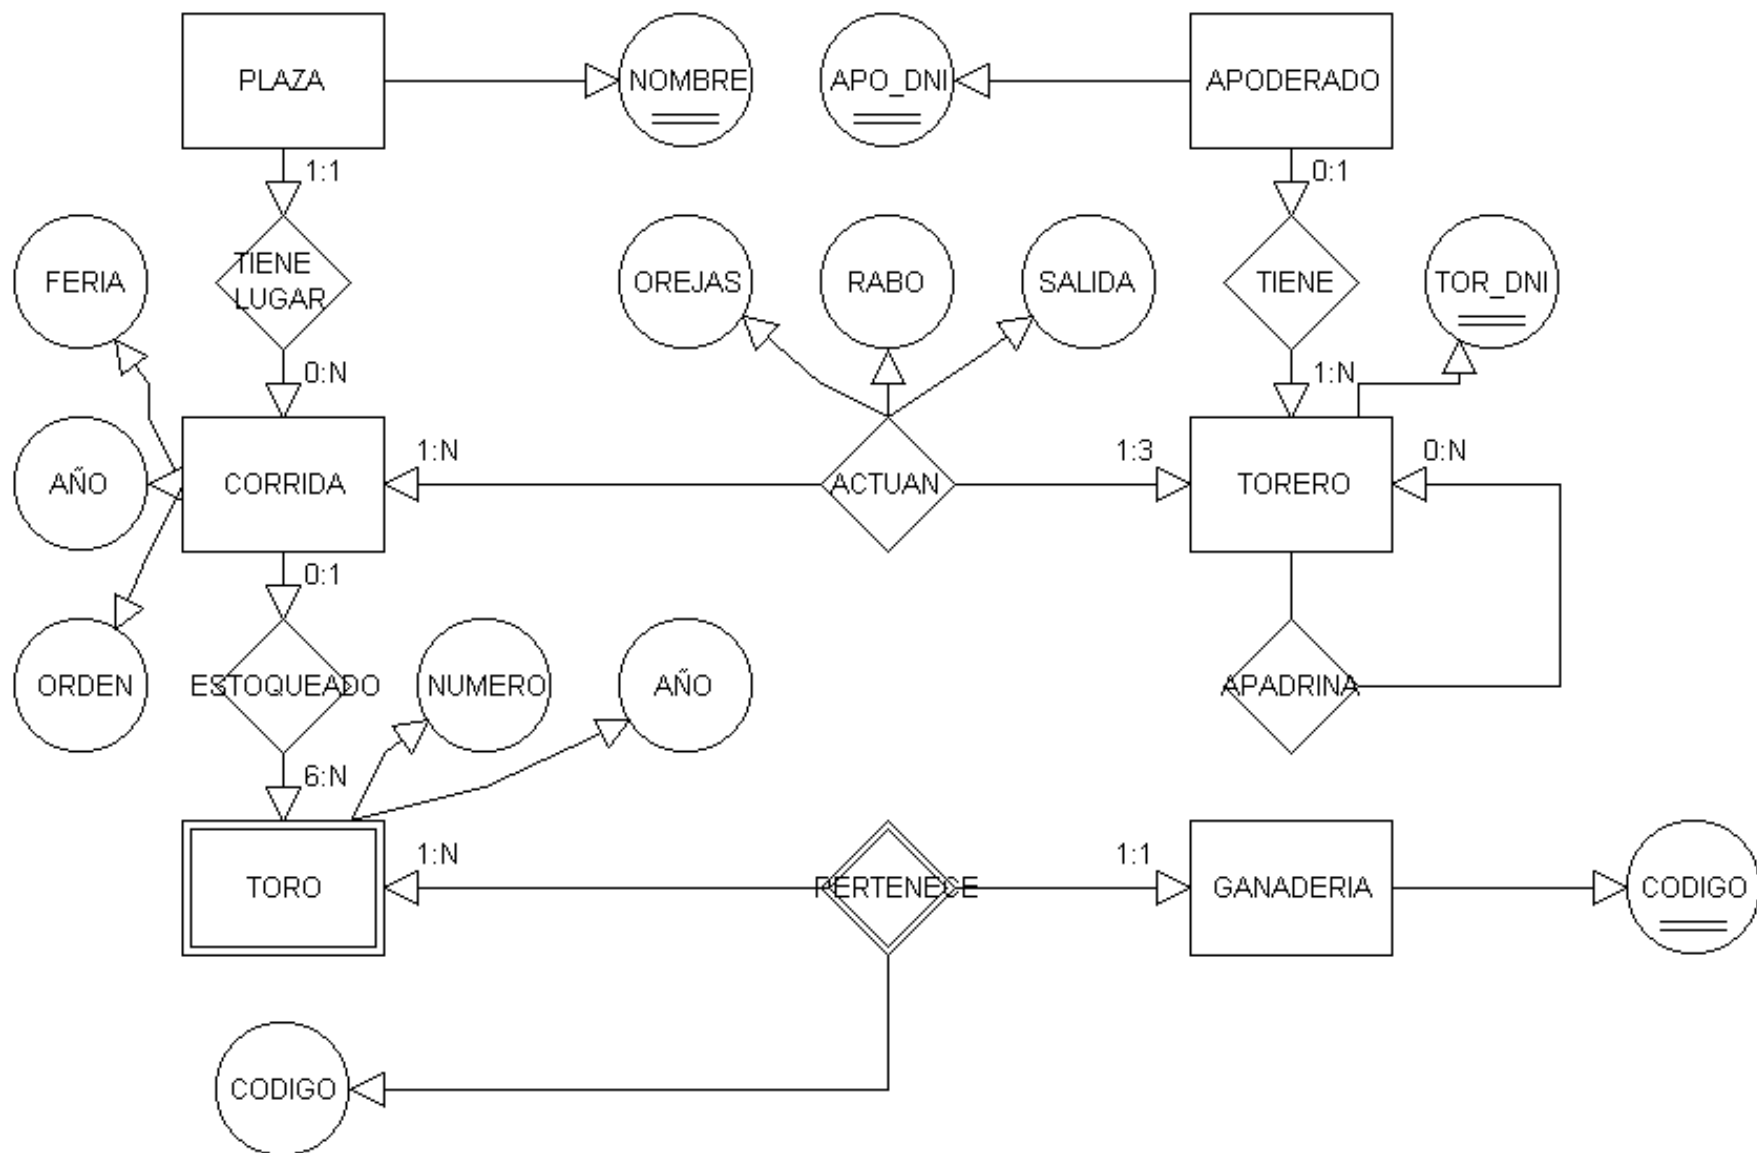 PLAZA
NOMBRE
APO_DNI
APODERADO
1:1
0:1
FERIA
TIENE
LUGAR
OREJAS
RABO
SALIDA
TIENE
TOR_DNI
0:N
1:N
AÑO
CORRIDA
1:N
ACTUAN
1:3
TORERO
0:N
0:1
ORDEN
ESTOQUEADO
NUMERO
AÑO
APADRINA
6:N
TORO
1:N
PERTENECE
1:1
GANADERIA
CODIGO
CODIGO